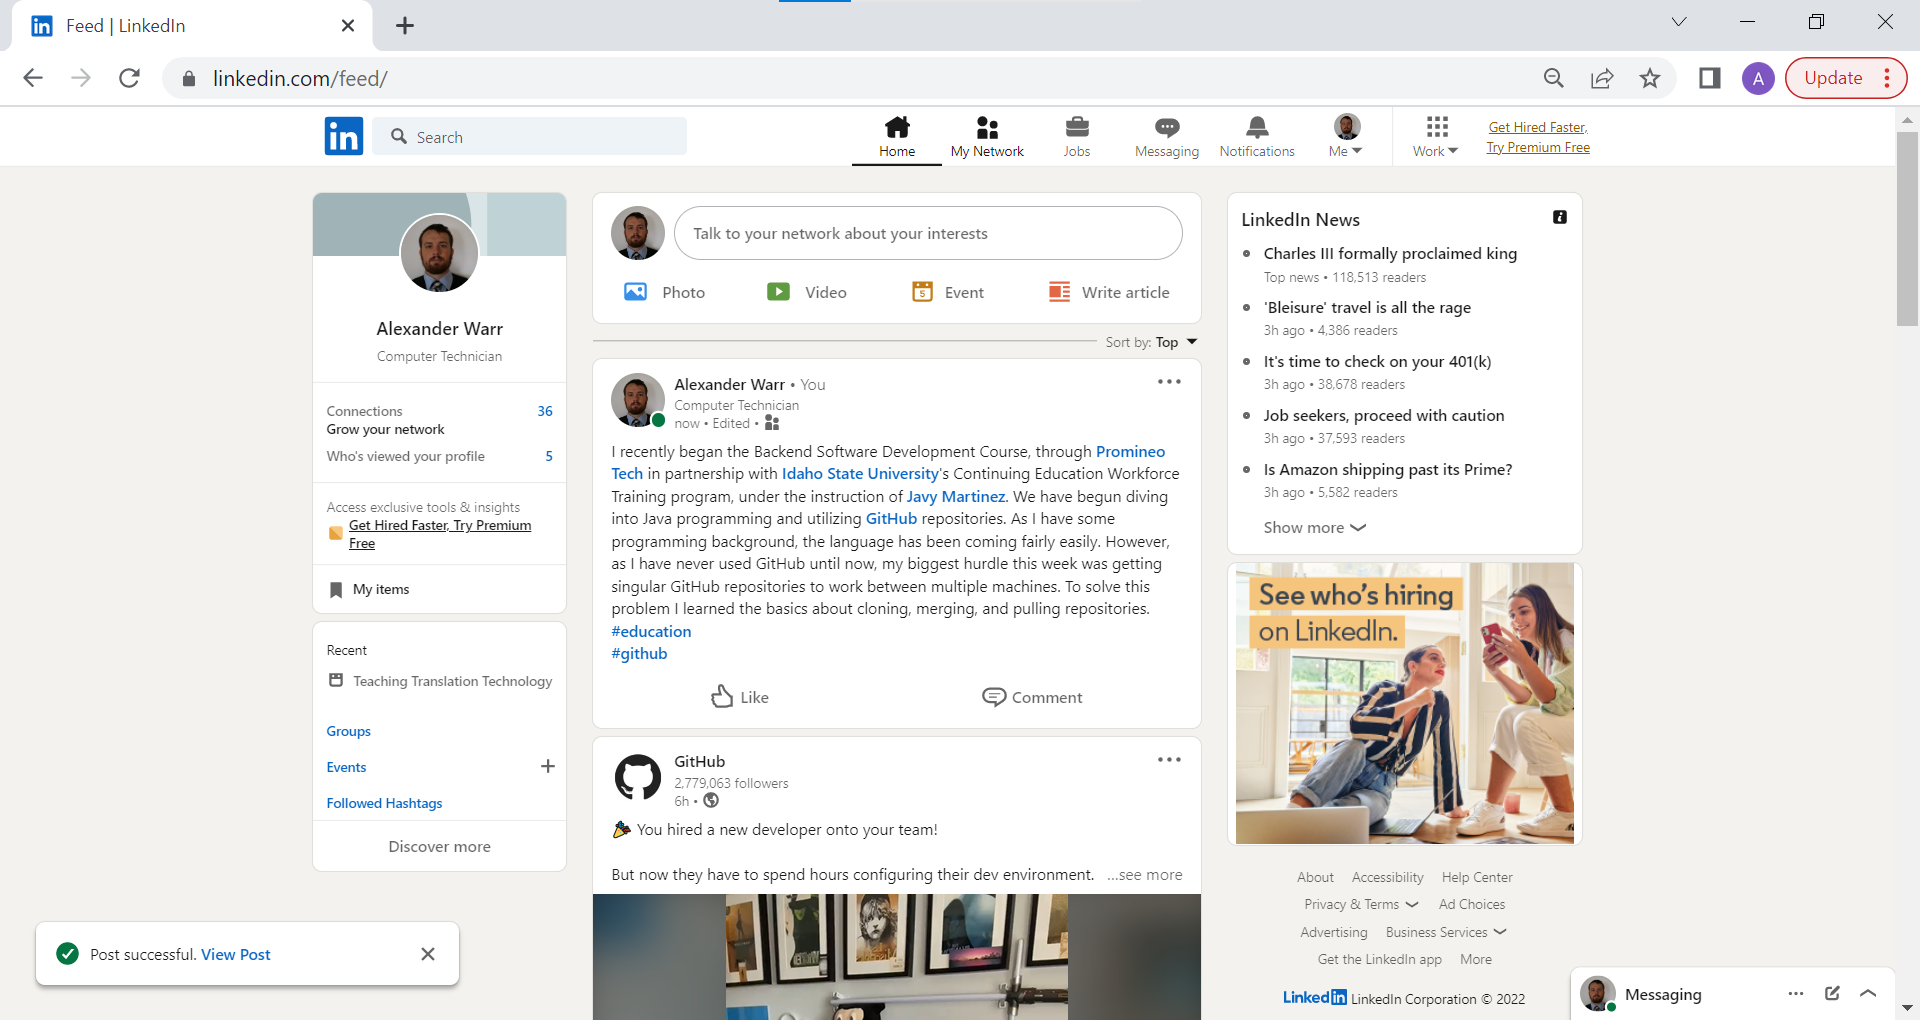 Feed | LinkedIn
linkedin.com/feed/
A
Update
in
Search
Home
My Network
Jobs
Messaging
Notifications
Me
Work
Get Hired Faster,
Try Premium Free
Alexander Warr
Computer Technician
Connections 36
Grow your network
Who's viewed your profile 5
Access exclusive tools & insights
Get Hired Faster, Try Premium
Free
My items
Recent
Teaching Translation Technology
Groups
Events
Followed Hashtags
Discover more
Talk to your network about your interests
Photo
Video
Event
Write article
Sort by: Top
Alexander Warr • You
Computer Technician
now • Edited •
I recently began the Backend Software Development Course, through Promineo
Tech in partnership with Idaho State University's Continuing Education Workforce
Training program, under the instruction of Javy Martinez. We have begun diving
into Java programming and utilizing GitHub repositories. As I have some
programming background, the language has been coming fairly easily. However,
as I have never used GitHub until now, my biggest hurdle this week was getting
singular GitHub repositories to work between multiple machines. To solve this
problem I learned the basics about cloning, merging, and pulling repositories.
#education
#github
Like
Comment
GitHub
2,779,063 followers
6h •
🎉 You hired a new developer onto your team!
But now they have to spend hours configuring their dev environment. ...see more
LinkedIn News
• Charles III formally proclaimed king
Top news • 118,513 readers
• 'Bleisure' travel is all the rage
3h ago • 4,386 readers
• It's time to check on your 401(k)
3h ago • 38,678 readers
• Job seekers, proceed with caution
3h ago • 37,593 readers
• Is Amazon shipping past its Prime?
3h ago • 5,582 readers
Show more
See who's hiring
on LinkedIn.
About Accessibility Help Center
Privacy & Terms Ad Choices
Advertising Business Services
Get the LinkedIn app More
LinkedIn LinkedIn Corporation © 2022
Post successful. View Post
Messaging